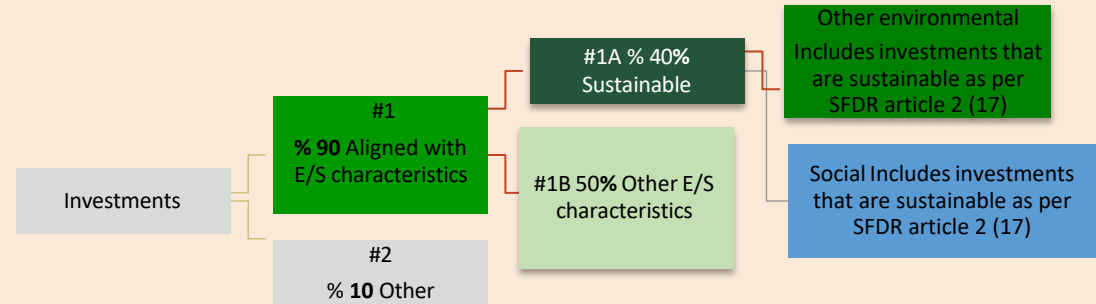 Investments
#1
% 90 Aligned with
E/S characteristics
#2
% 10 Other
#1A % 40%
Sustainable
#1B 50% Other E/S
characteristics
Other environmental
Includes investments that
are sustainable as per
SFDR article 2 (17)
Social Includes investments
that are sustainable as per
SFDR article 2 (17)